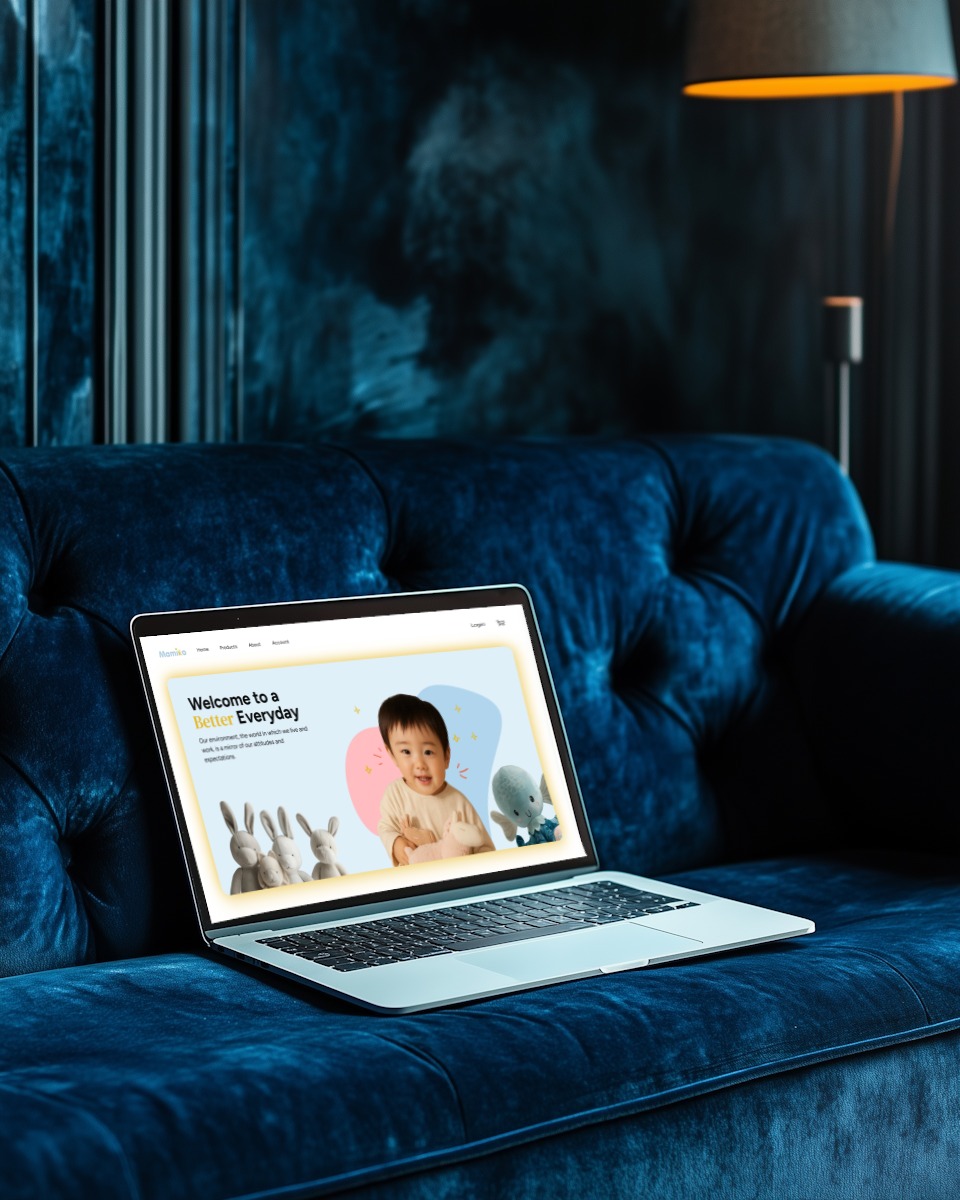 Momiko
Home Products About Account
Welcome to a
Better Everyday
Our environment, the world in which we live and
work, is a mirror of our attitudes and
expectations.